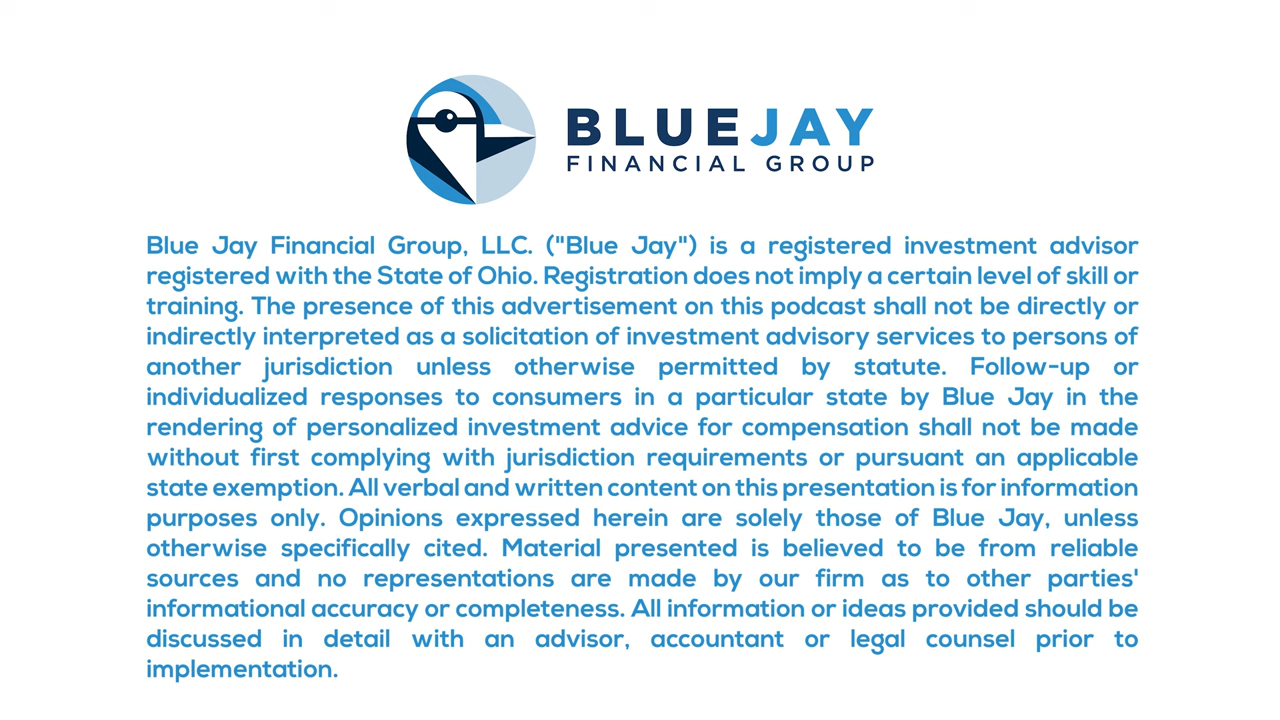 BLUEJAY
FINANCIAL GROUP
Blue Jay Financial Group, LLC. ("Blue Jay") is a registered investment advisor
registered with the State of Ohio. Registration does not imply a certain level of skill or
training. The presence of this advertisement on this podcast shall not be directly or
indirectly interpreted as a solicitation of investment advisory services to persons of
another jurisdiction unless otherwise permitted by statute. Follow-up or
individualized responses to consumers in a particular state by Blue Jay in the
rendering of personalized investment advice for compensation shall not be made
without first complying with jurisdiction requirements or pursuant an applicable
state exemption. All verbal and written content on this presentation is for information
purposes only. Opinions expressed herein are solely those of Blue Jay, unless
otherwise specifically cited. Material presented is believed to be from reliable
sources and no representations are made by our firm as to other parties'
informational accuracy or completeness. All information or ideas provided should be
discussed in detail with an advisor, accountant or legal counsel prior to
implementation.